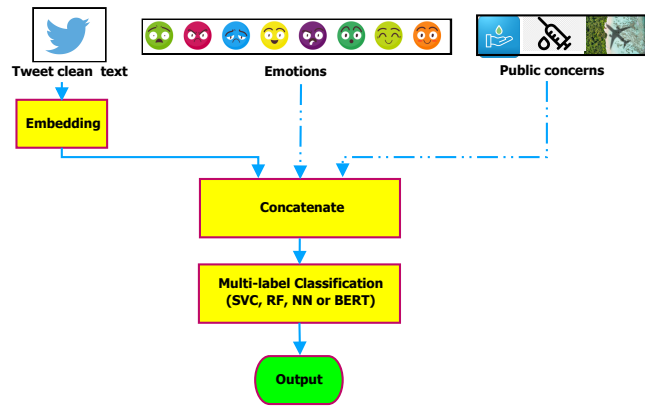 Tweet clean text
Emotions
Public concerns
Embedding
Concatenate
Multi-label Classification
(SVC, RF, NN or BERT)
Output